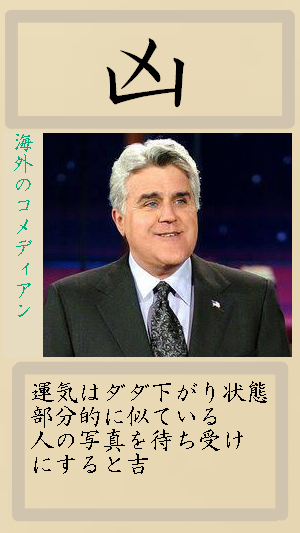 凶
海外のコメディアン
運気はダダ下がり状態
部分的に似ている
人の写真を待ち受け
にすると吉